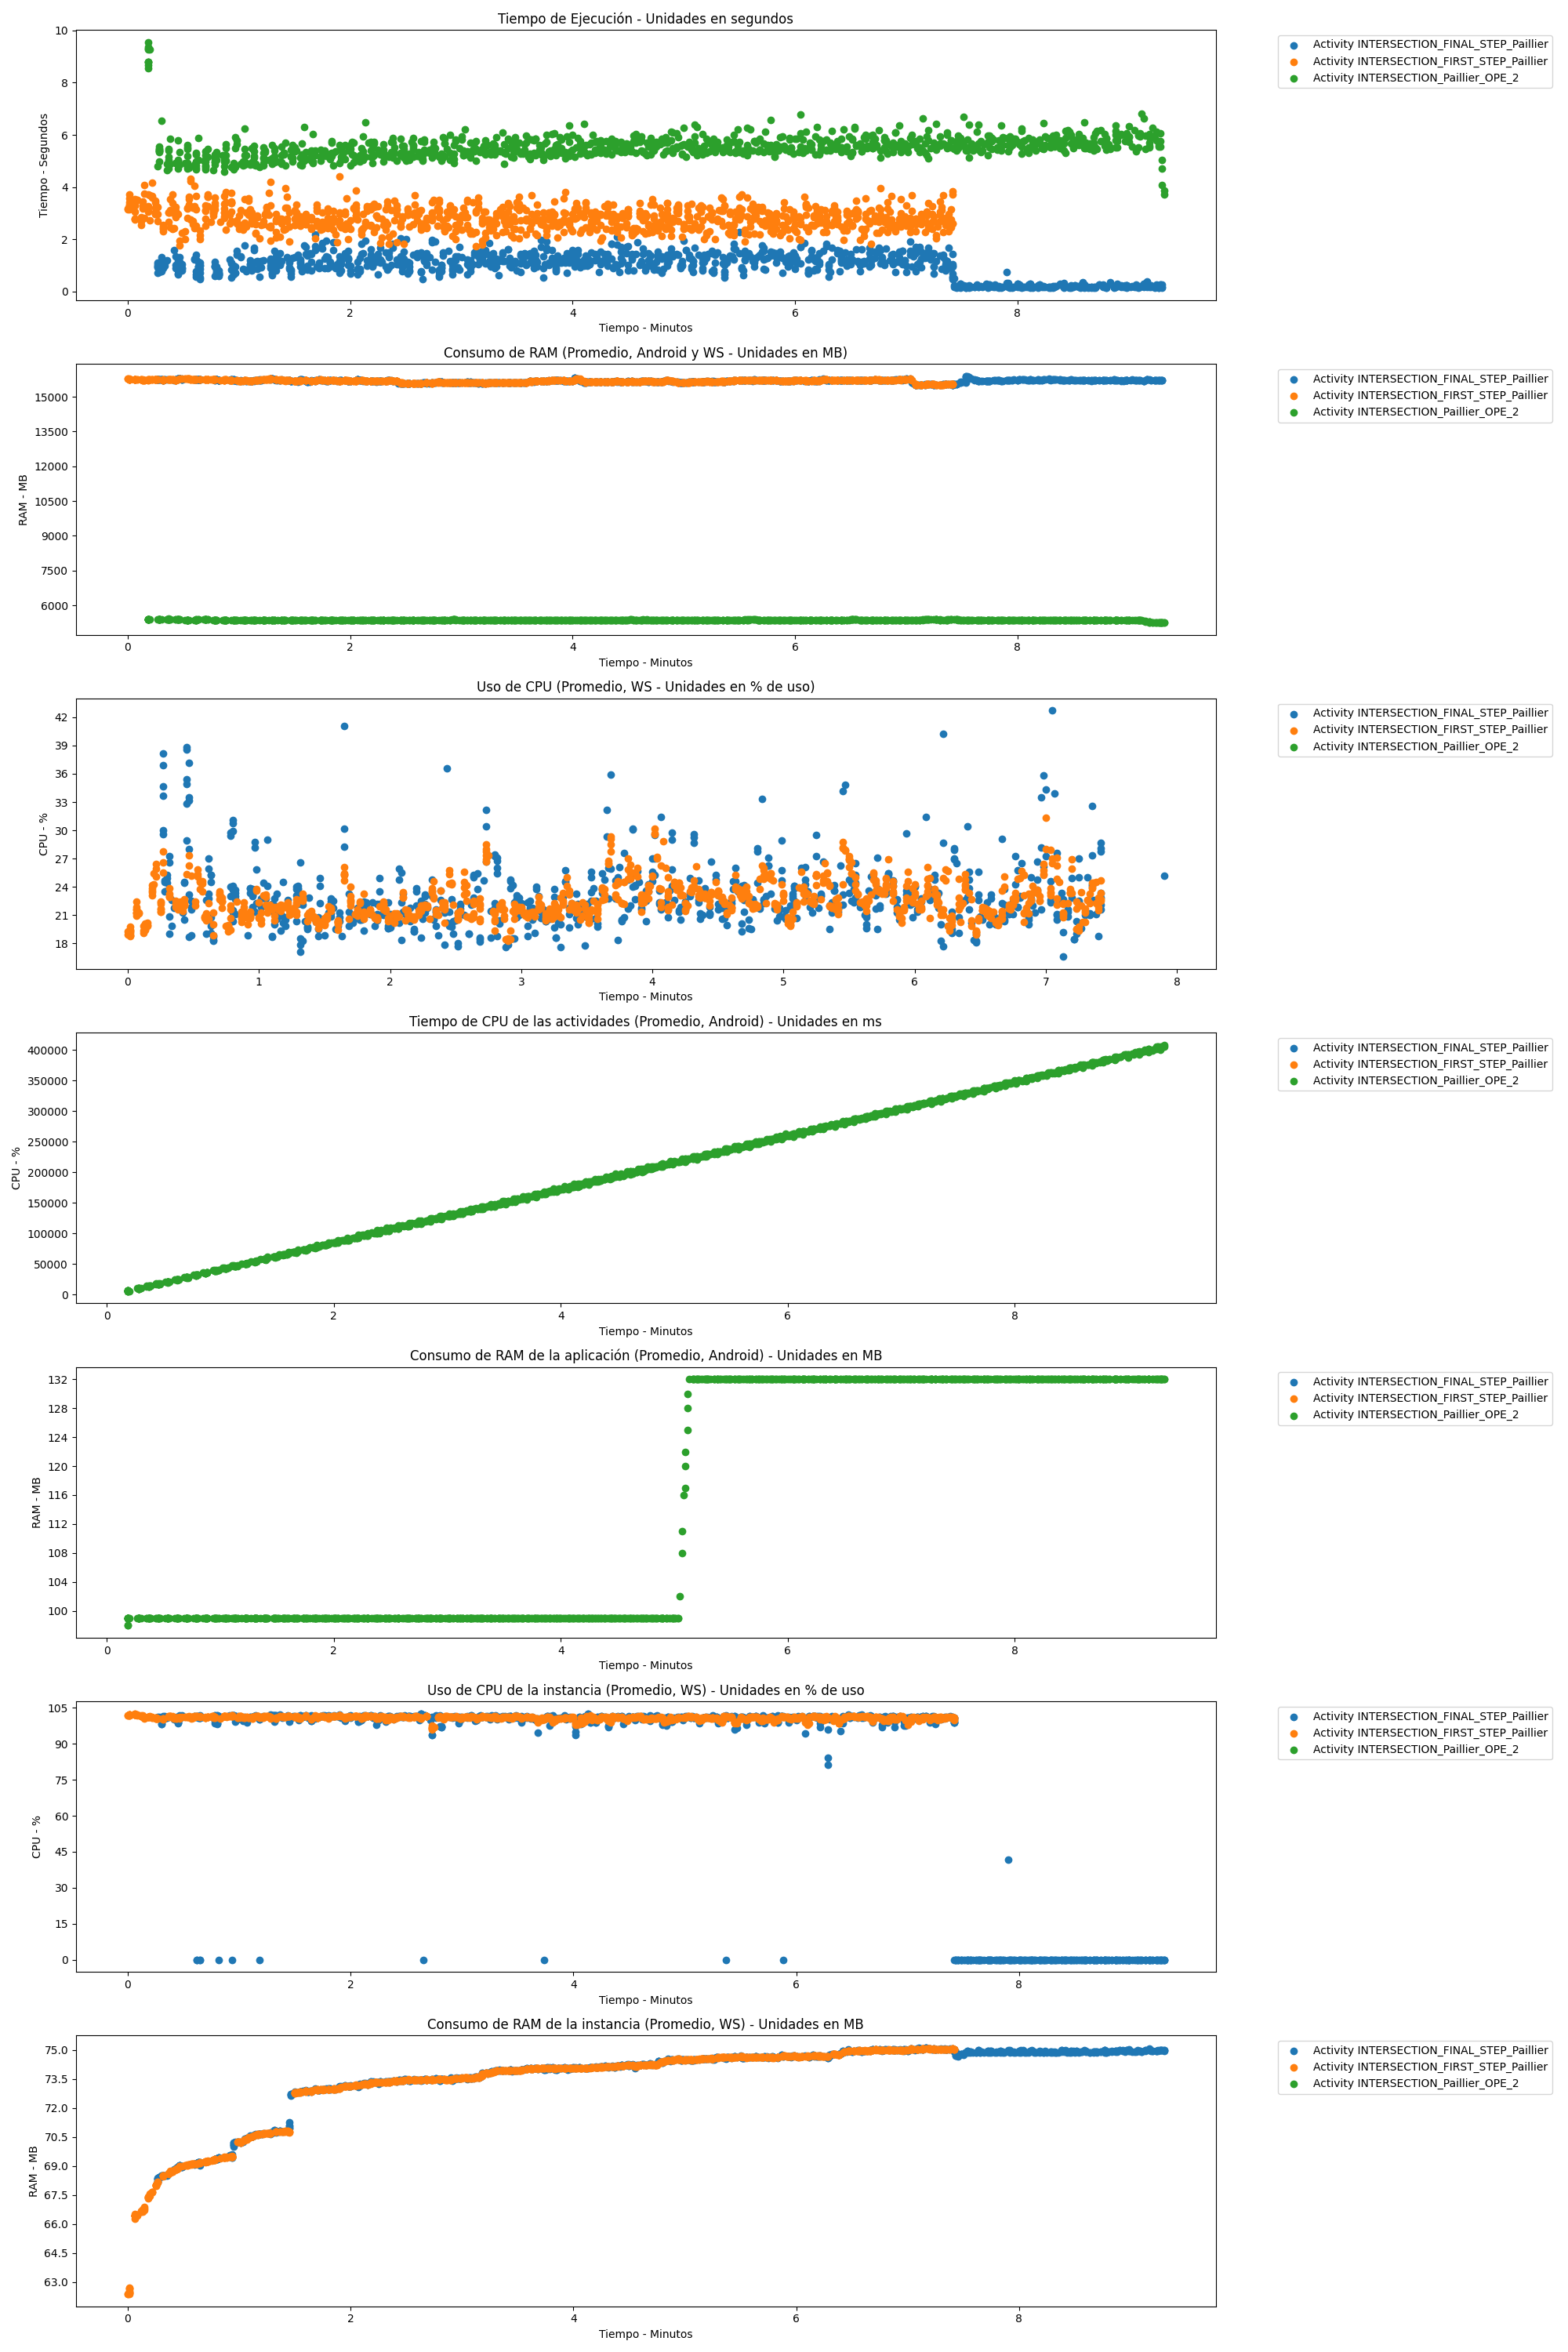 Tiempo de Ejecución - Unidades en segundos
10
8
6
4
2
0
Tiempo - Segundos
0 2 4 6 8
Tiempo - Minutos
Activity INTERSECTION_FINAL_STEP_Paillier
Activity INTERSECTION_FIRST_STEP_Paillier
Activity INTERSECTION_Paillier_OPE_2
Consumo de RAM (Promedio, Android y WS - Unidades en MB)
15000
13500
12000
10500
9000
7500
6000
RAM - MB
0 2 4 6 8
Tiempo - Minutos
Activity INTERSECTION_FINAL_STEP_Paillier
Activity INTERSECTION_FIRST_STEP_Paillier
Activity INTERSECTION_Paillier_OPE_2
Uso de CPU (Promedio, WS - Unidades en % de uso)
42
39
36
33
30
27
24
21
18
CPU - %
0 1 2 3 4 5 6 7 8
Tiempo - Minutos
Activity INTERSECTION_FINAL_STEP_Paillier
Activity INTERSECTION_FIRST_STEP_Paillier
Activity INTERSECTION_Paillier_OPE_2
Tiempo de CPU de las actividades (Promedio, Android) - Unidades en ms
400000
350000
300000
250000
200000
150000
100000
50000
0
CPU - %
0 2 4 6 8
Tiempo - Minutos
Activity INTERSECTION_FINAL_STEP_Paillier
Activity INTERSECTION_FIRST_STEP_Paillier
Activity INTERSECTION_Paillier_OPE_2
Consumo de RAM de la aplicación (Promedio, Android) - Unidades en MB
132
128
124
120
116
112
108
104
100
RAM - MB
0 2 4 6 8
Tiempo - Minutos
Activity INTERSECTION_FINAL_STEP_Paillier
Activity INTERSECTION_FIRST_STEP_Paillier
Activity INTERSECTION_Paillier_OPE_2
Uso de CPU de la instancia (Promedio, WS) - Unidades en % de uso
105
90
75
60
45
30
15
0
CPU - %
0 2 4 6 8
Tiempo - Minutos
Activity INTERSECTION_FINAL_STEP_Paillier
Activity INTERSECTION_FIRST_STEP_Paillier
Activity INTERSECTION_Paillier_OPE_2
Consumo de RAM de la instancia (Promedio, WS) - Unidades en MB
75.0
73.5
72.0
70.5
69.0
67.5
66.0
64.5
63.0
RAM - MB
0 2 4 6 8
Tiempo - Minutos
Activity INTERSECTION_FINAL_STEP_Paillier
Activity INTERSECTION_FIRST_STEP_Paillier
Activity INTERSECTION_Paillier_OPE_2